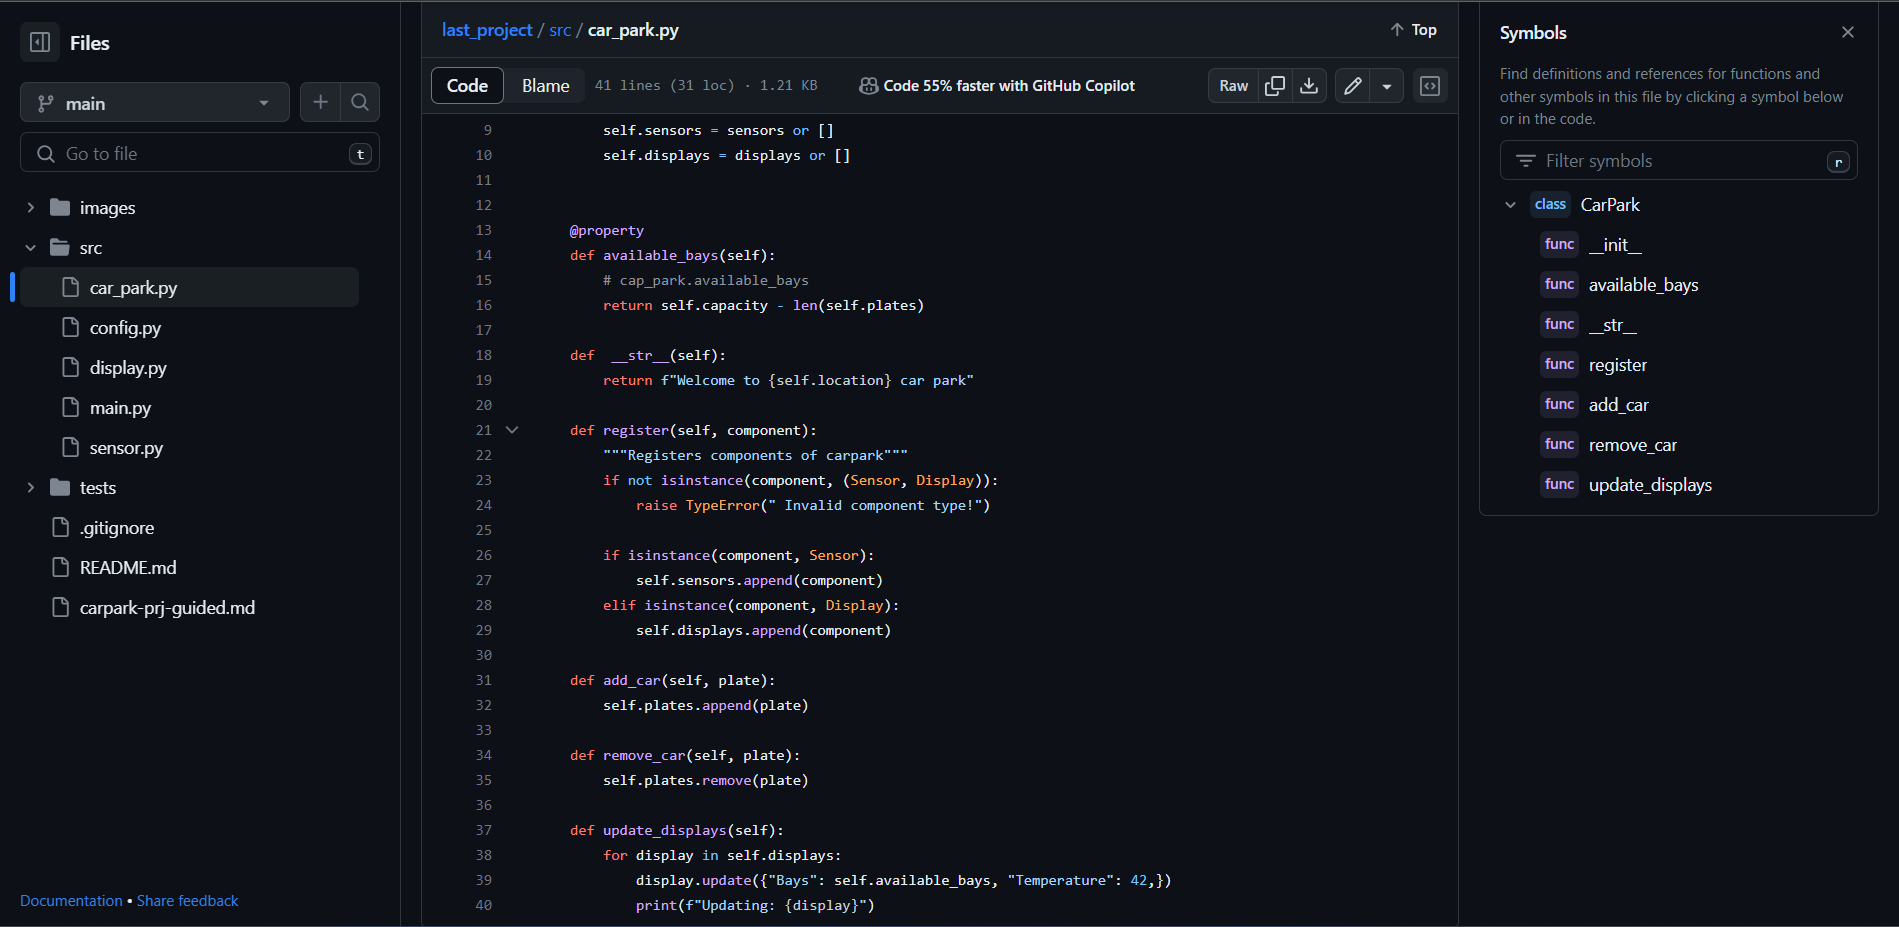 Files
main
Go to file
t
images
src
car_park.py
config.py
display.py
main.py
sensor.py
tests
.gitignore
README.md
carpark-prj-guided.md
Documentation • Share feedback
last_project / src / car_park.py
Top
Code Blame 41 lines (31 loc) · 1.21 KB Code 55% faster with GitHub Copilot Raw
9 self.sensors = sensors or []
10 self.displays = displays or []
11
12
13 @property
14 def available_bays(self):
15 # cap_park.available_bays
16 return self.capacity - len(self.plates)
17
18 def  __str__(self):
19 return f"Welcome to {self.location} car park"
20
21 def register(self, component):
22 """Registers components of carpark"""
23 if not isinstance(component, (Sensor, Display)):
24 raise TypeError(" Invalid component type!")
25
26 if isinstance(component, Sensor):
27 self.sensors.append(component)
28 elif isinstance(component, Display):
29 self.displays.append(component)
30
31 def add_car(self, plate):
32 self.plates.append(plate)
33
34 def remove_car(self, plate):
35 self.plates.remove(plate)
36
37 def update_displays(self):
38 for display in self.displays:
39 display.update({"Bays": self.available_bays, "Temperature": 42,})
40 print(f"Updating: {display}")
Symbols
Find definitions and references for functions and
other symbols in this file by clicking a symbol below
or in the code.
Filter symbols
r
class CarPark
func __init__
func available_bays
func __str__
func register
func add_car
func remove_car
func update_displays